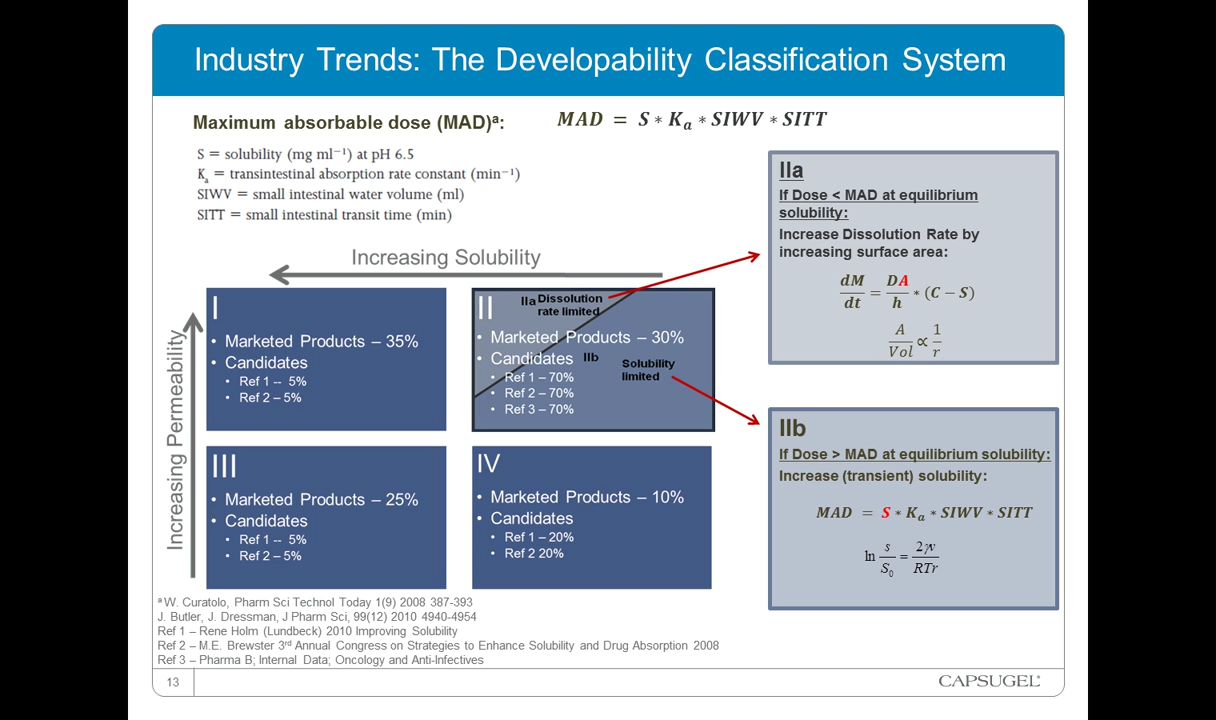 Industry Trends: The Developability Classification System
Maximum absorbable dose (MAD)ᵃ:
MAD = S * Kₐ * SIWV * SITT
S = solubility (mg ml⁻¹) at pH 6.5
Kₐ = transintestinal absorption rate constant (min⁻¹)
SIWV = small intestinal water volume (ml)
SITT = small intestinal transit time (min)
Increasing Solubility
Increasing Permeability
I
• Marketed Products – 35%
• Candidates
• Ref 1 -- 5%
• Ref 2 – 5%
II
IIa Dissolution
rate limited
• Marketed Products – 30%
• Candidates
IIb
Solubility
limited
• Ref 1 – 70%
• Ref 2 – 70%
• Ref 3 – 70%
III
• Marketed Products – 25%
• Candidates
• Ref 1 -- 5%
• Ref 2 – 5%
IV
• Marketed Products – 10%
• Candidates
• Ref 1 – 20%
• Ref 2 20%
IIa
If Dose < MAD at equilibrium
solubility:
Increase Dissolution Rate by
increasing surface area:
dM/dt = DA/h * (C – S)
A/Vol ∝ 1/r
IIb
If Dose > MAD at equilibrium solubility:
Increase (transient) solubility:
MAD = S * Kₐ * SIWV * SITT
ln s/S₀ = 2γv/RTr
ᵃ W. Curatolo, Pharm Sci Technol Today 1(9) 2008 387-393
J. Butler, J. Dressman, J Pharm Sci, 99(12) 2010 4940-4954
Ref 1 – Rene Holm (Lundbeck) 2010 Improving Solubility
Ref 2 – M.E. Brewster 3rd Annual Congress on Strategies to Enhance Solubility and Drug Absorption 2008
Ref 3 – Pharma B; Internal Data; Oncology and Anti-Infectives
13
CAPSUGEL®